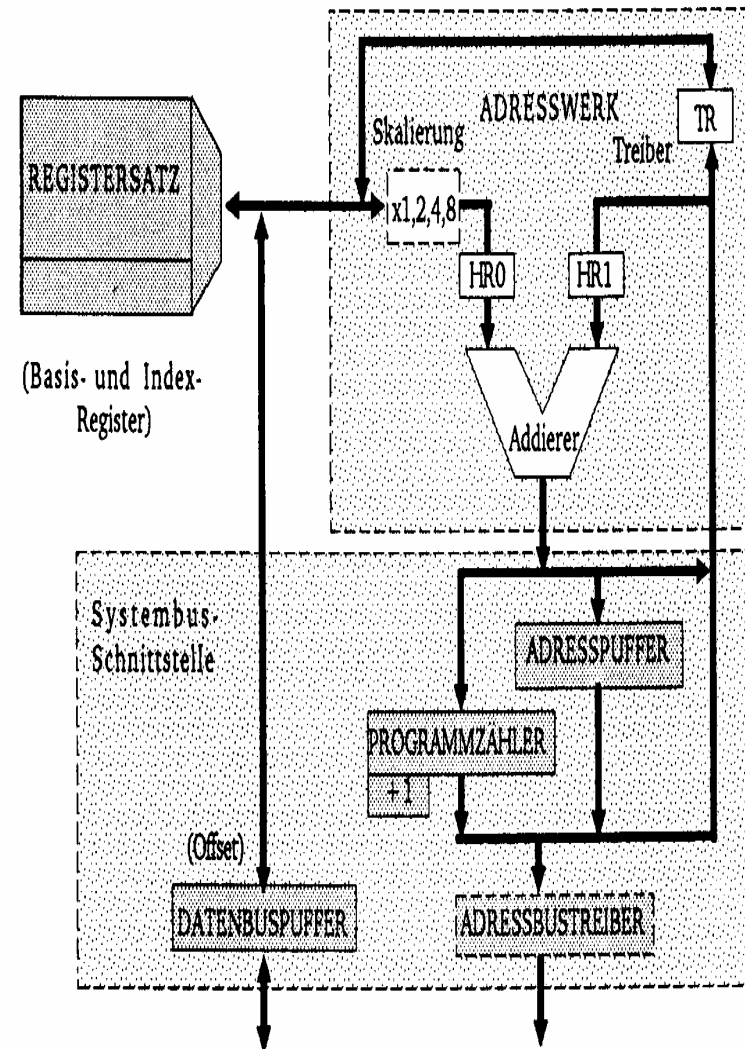 ADRESSWERK
TR
Skalierung
Treiber
REGISTERSATZ
x1,2,4,8
HR0
HR1
(Basis- und Index-
Register)
Addierer
Systembus-
Schnittstelle
ADRESSPUFFER
PROGRAMMZÄHLER
+ 1
(Offset)
DATENBUSPUFFER
ADRESSBUSTREIBER